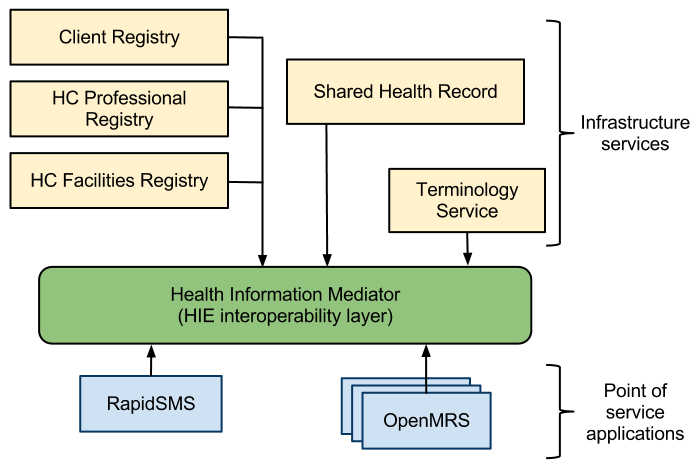 Client Registry
HC Professional
Registry
HC Facilities Registry
Shared Health Record
Terminology
Service
Infrastructure
services
Health Information Mediator
(HIE interoperability layer)
RapidSMS
OpenMRS
Point of
service
applications